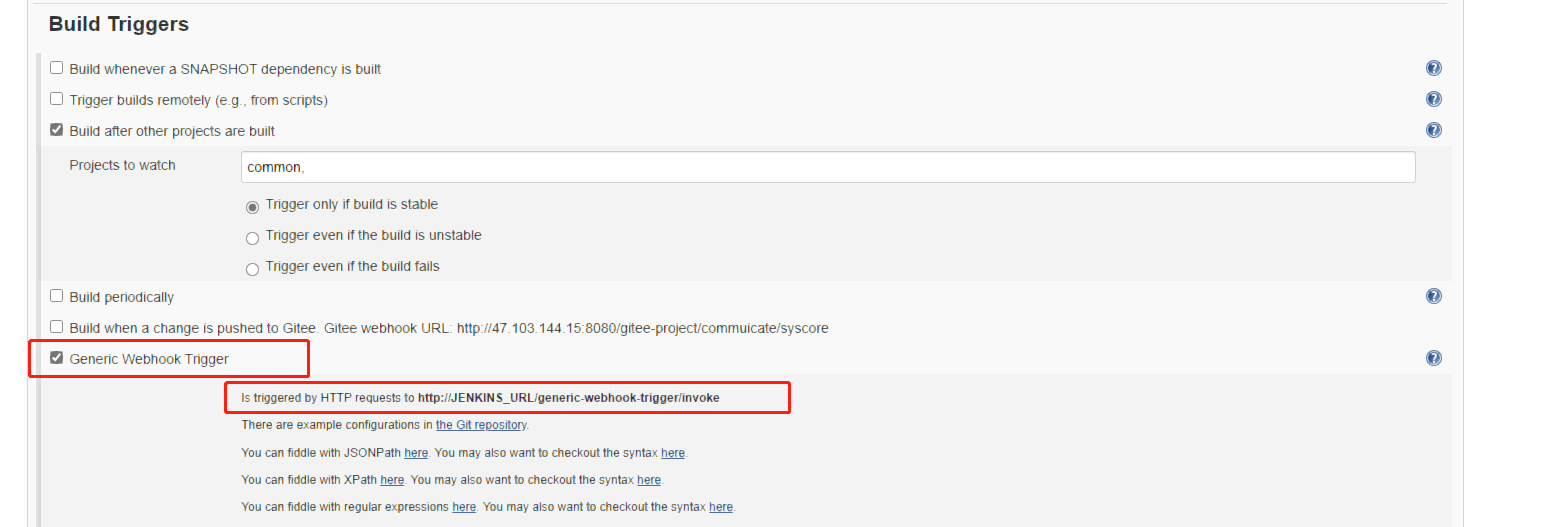 Build Triggers
Build whenever a SNAPSHOT dependency is built
Trigger builds remotely (e.g., from scripts)
Build after other projects are built
Projects to watch
common,
Trigger only if build is stable
Trigger even if the build is unstable
Trigger even if the build fails
Build periodically
Build when a change is pushed to Gitee. Gitee webhook URL: http://47.103.144.15:8080/gitee-project/commuicate/syscore
Generic Webhook Trigger
Is triggered by HTTP requests to http://JENKINS_URL/generic-webhook-trigger/invoke
There are example configurations in the Git repository.
You can fiddle with JSONPath here. You may also want to checkout the syntax here.
You can fiddle with XPath here. You may also want to checkout the syntax here.
You can fiddle with regular expressions here. You may also want to checkout the syntax here.